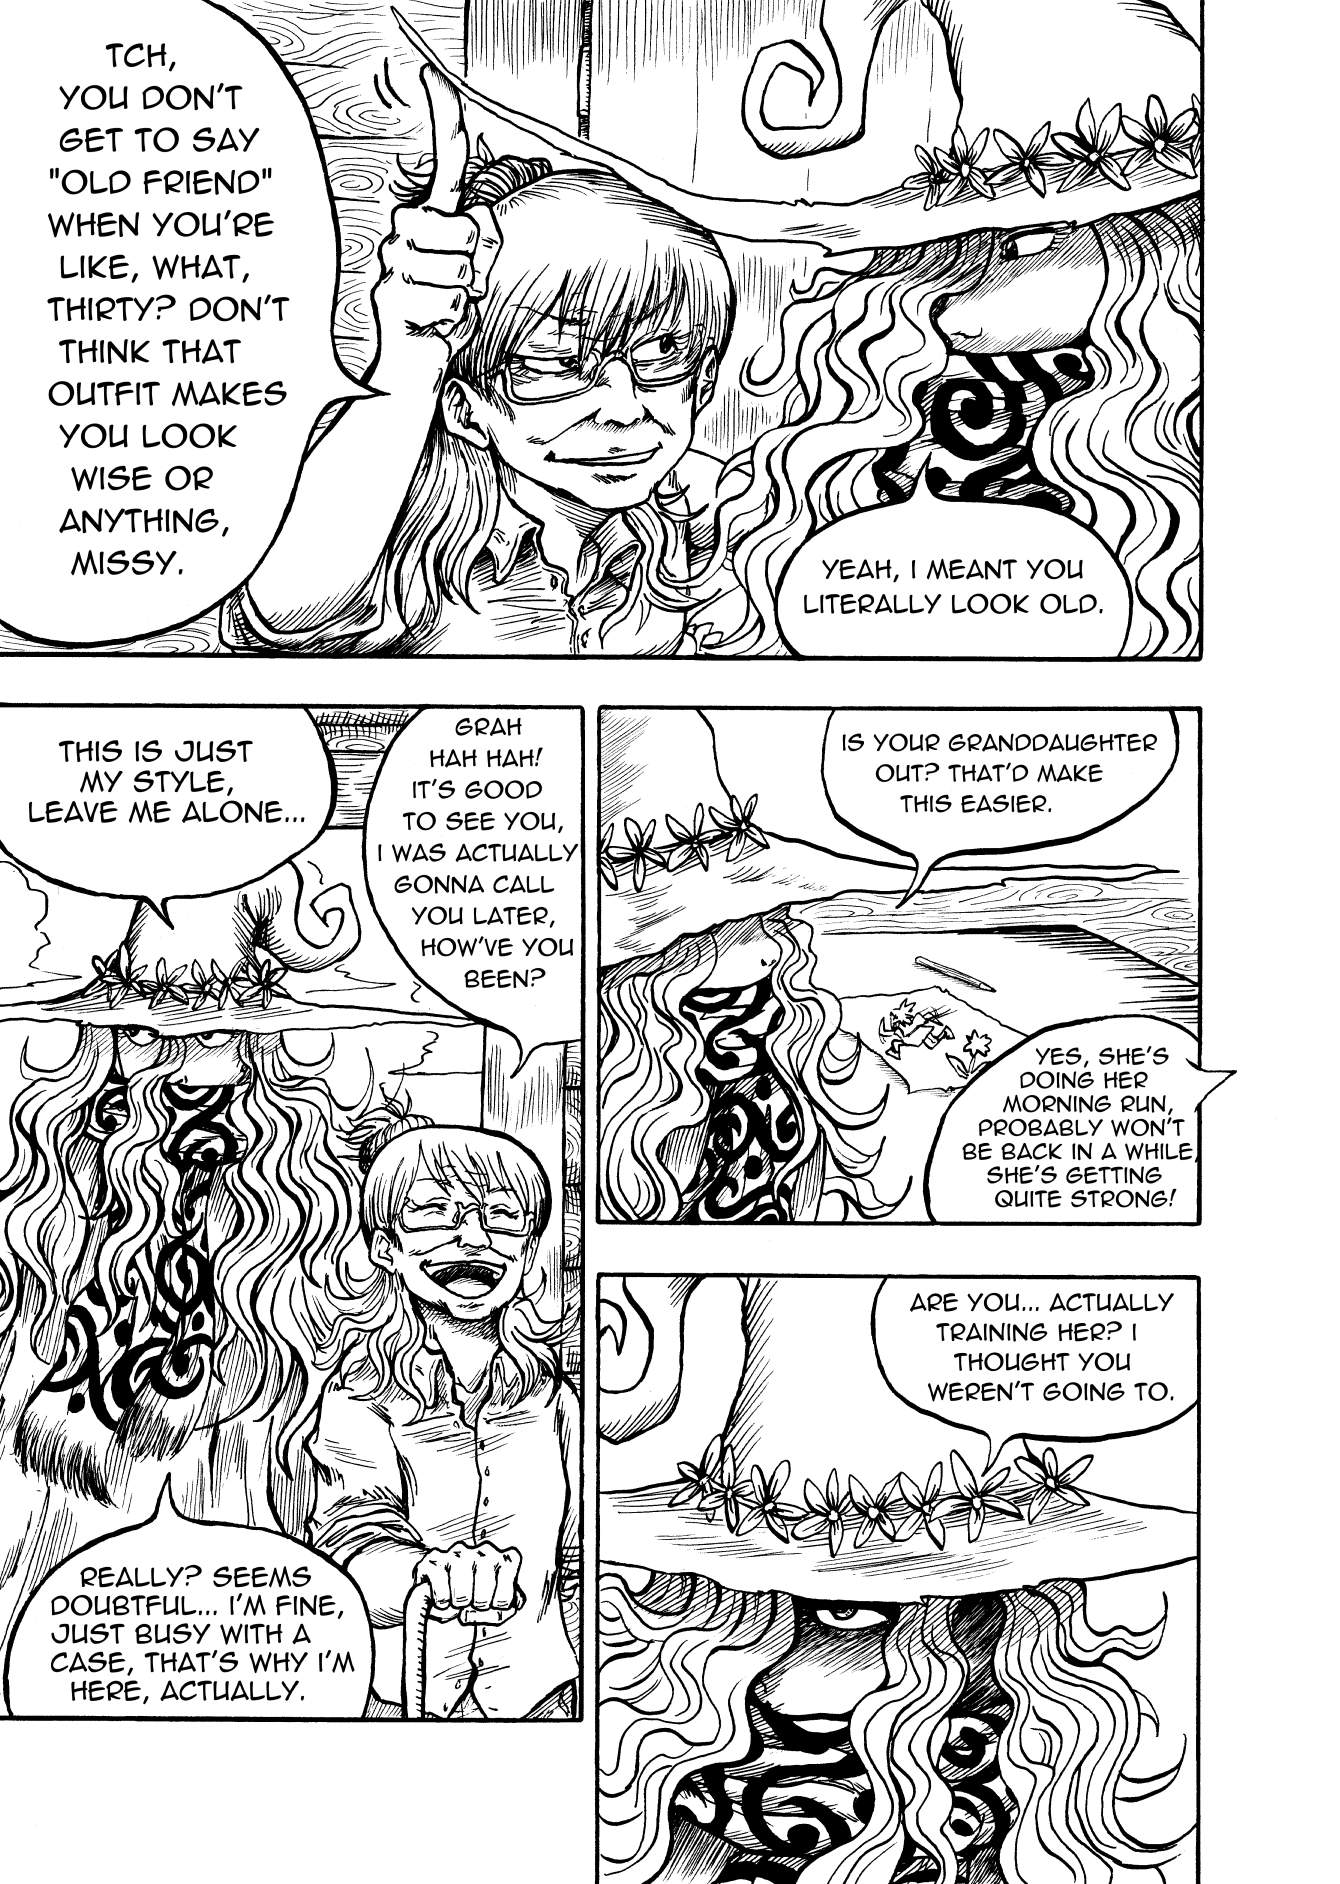 TCH,
YOU DON'T
GET TO SAY
"OLD FRIEND"
WHEN YOU'RE
LIKE, WHAT,
THIRTY? DON'T
THINK THAT
OUTFIT MAKES
YOU LOOK
WISE OR
ANYTHING,
MISSY.
YEAH, I MEANT YOU
LITERALLY LOOK OLD.
THIS IS JUST
MY STYLE,
LEAVE ME ALONE...
GRAH
HAH HAH!
IT'S GOOD
TO SEE YOU,
I WAS ACTUALLY
GONNA CALL
YOU LATER,
HOW'VE YOU
BEEN?
REALLY? SEEMS
DOUBTFUL... I'M FINE,
JUST BUSY WITH A
CASE, THAT'S WHY I'M
HERE, ACTUALLY.
IS YOUR GRANDDAUGHTER
OUT? THAT'D MAKE
THIS EASIER.
YES, SHE'S
DOING HER
MORNING RUN,
PROBABLY WON'T
BE BACK IN A WHILE,
SHE'S GETTING
QUITE STRONG!
ARE YOU... ACTUALLY
TRAINING HER? I
THOUGHT YOU
WEREN'T GOING TO.